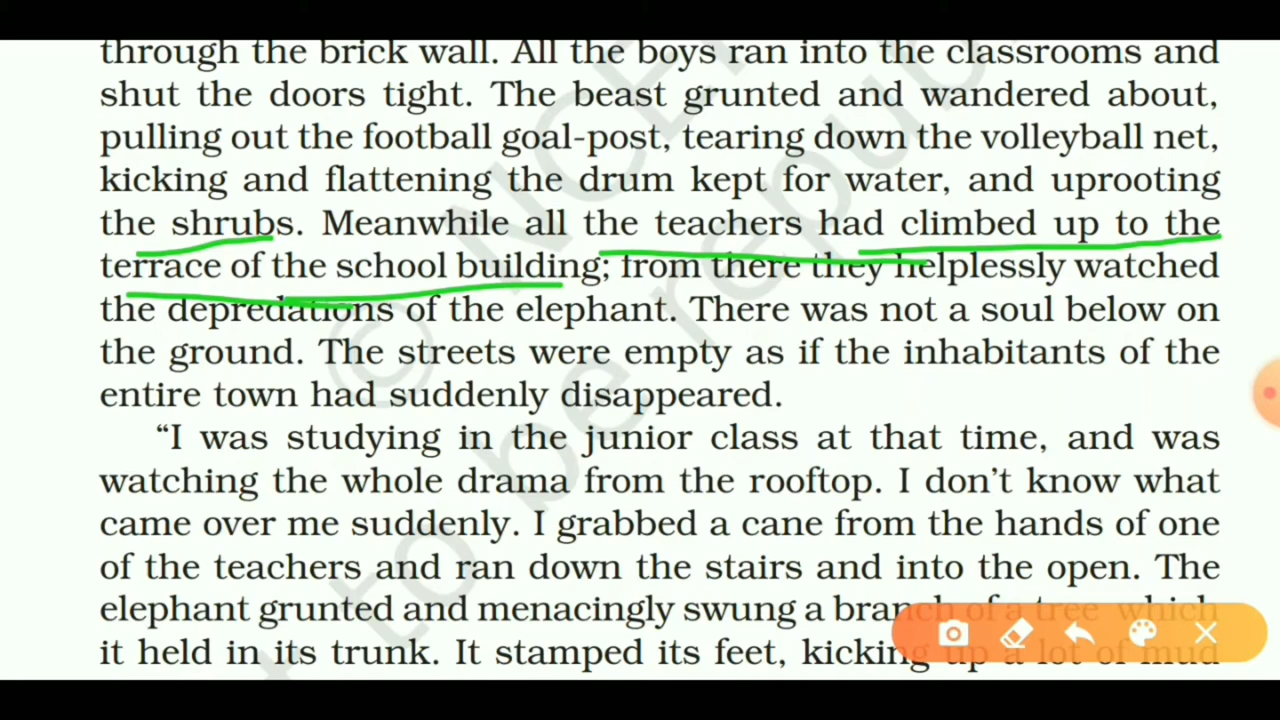 through the brick wall. All the boys ran into the classrooms and
shut the doors tight. The beast grunted and wandered about,
pulling out the football goal-post, tearing down the volleyball net,
kicking and flattening the drum kept for water, and uprooting
the shrubs. Meanwhile all the teachers had climbed up to the
terrace of the school building; from there they helplessly watched
the depredations of the elephant. There was not a soul below on
the ground. The streets were empty as if the inhabitants of the
entire town had suddenly disappeared.
“I was studying in the junior class at that time, and was
watching the whole drama from the rooftop. I don’t know what
came over me suddenly. I grabbed a cane from the hands of one
of the teachers and ran down the stairs and into the open. The
elephant grunted and menacingly swung a branch of a tree which
it held in its trunk. It stamped its feet, kicking up a lot of mud